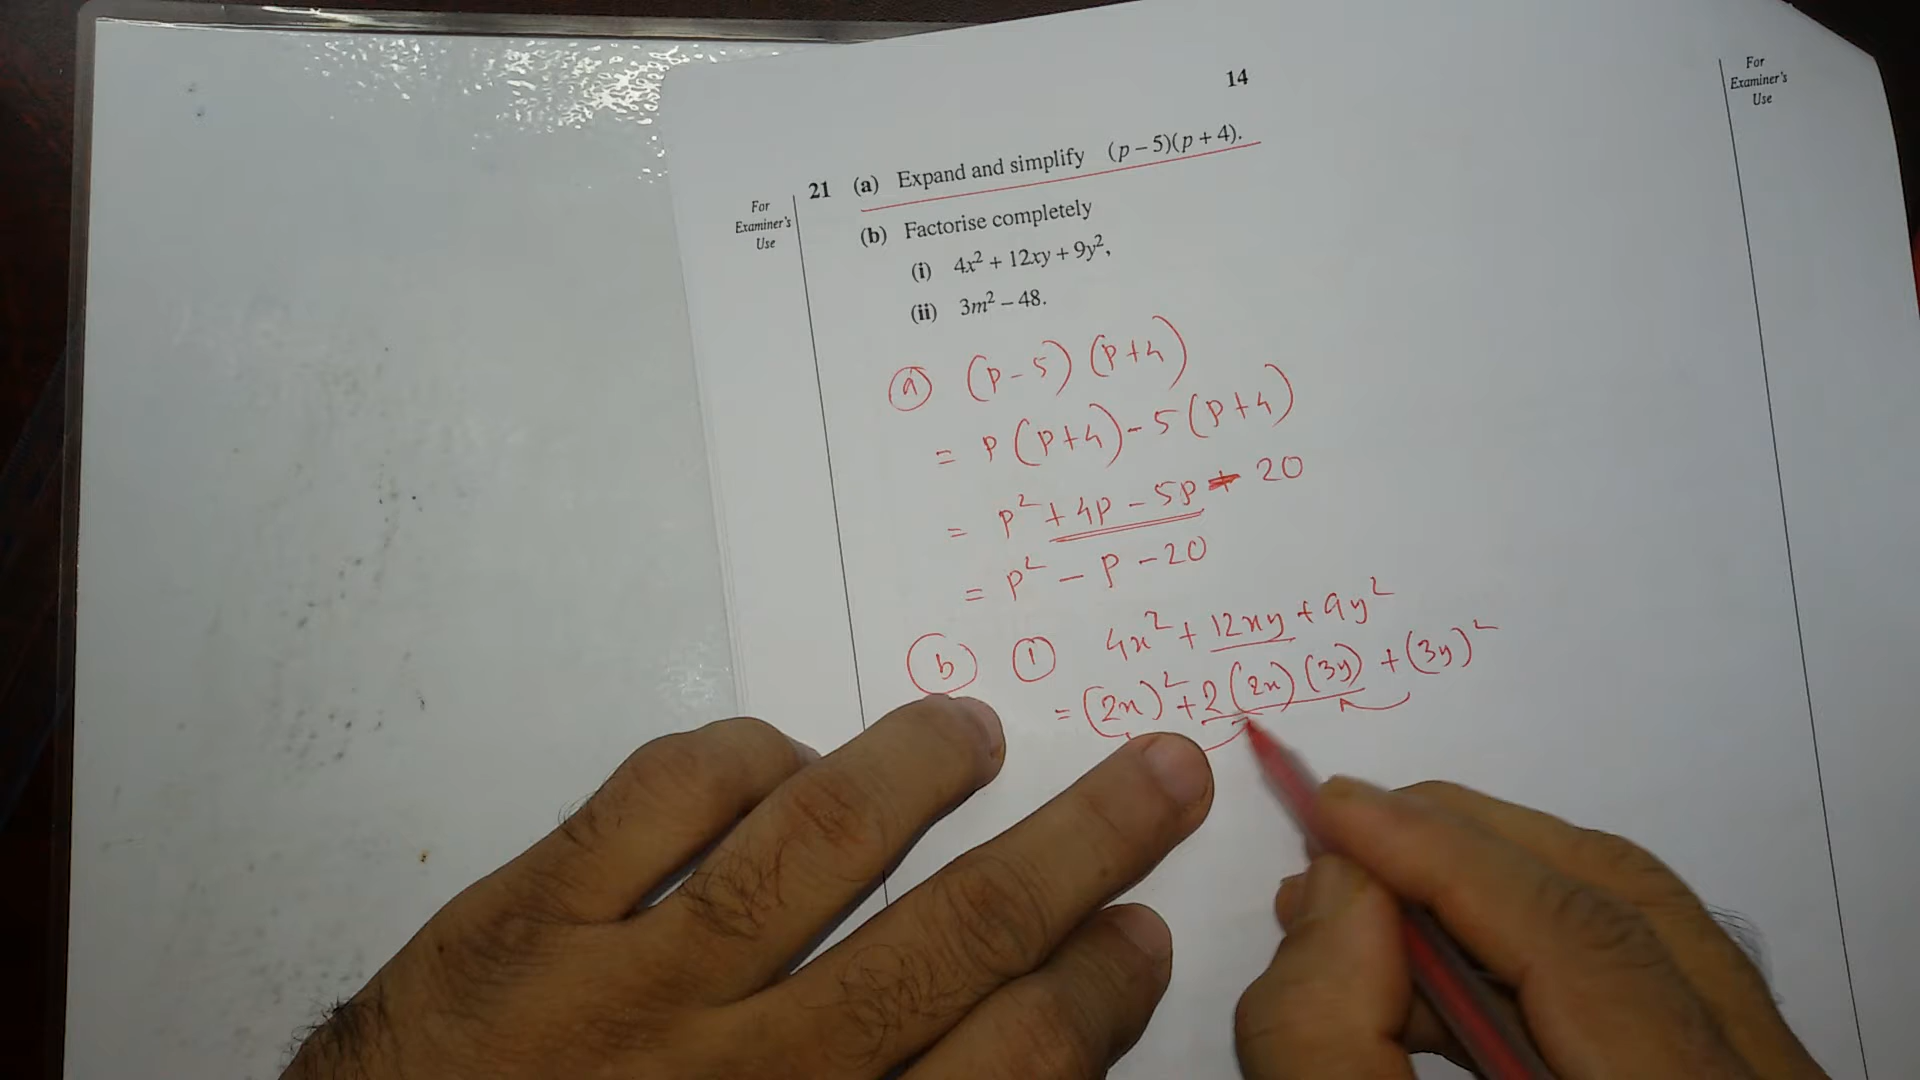 14
For
Examiner's
Use
For
Examiner's
Use
21 (a) Expand and simplify (p – 5)(p + 4).
(b) Factorise completely
(i) 4x² + 12xy + 9y²,
(ii) 3m² – 48.
(a) (p - 5) (p + 4)
= p (p + 4) - 5 (p + 4)
= p² + 4p - 5p - 20
= p² - p - 20
(b) (1) 4x² + 12xy + 9y²
= (2x)² + 2 (2x) (3y) + (3y)²